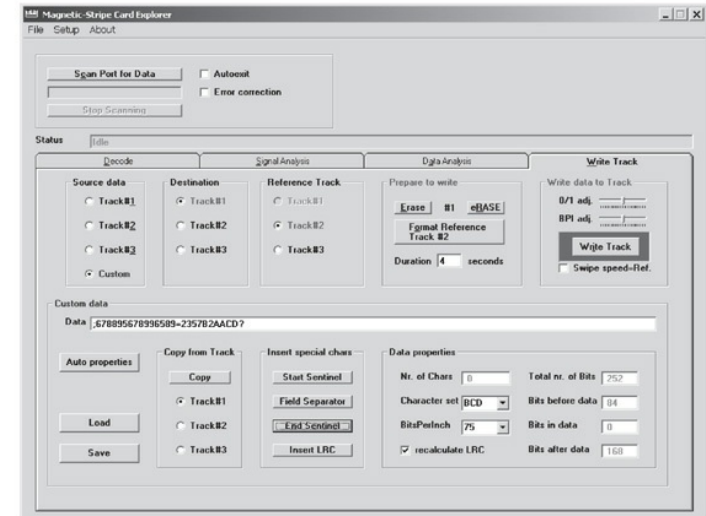 Magnetic-Stripe Card Explorer
File Setup About
Scan Port for Data
Autoexit
Error correction
Stop Scanning
Status Idle
Decode Signal Analysis Data Analysis Write Track
Source data Destination Reference Track Prepare to write Write data to Track
Track#1 Track#1 Track#1 Erase #1 eBASE 0/1 adj.
Track#2 Track#2 Track#2 Format Reference Track #2 BPI adj.
Track#3 Track#3 Track#3 Duration 4 seconds Write Track
Custom Swipe speed=Ref.
Custom data
Data ;678895678996589=2357B2AACD?
Auto properties Copy from Track Insert special chars Data properties
Copy Start Sentinel Nr. of Chars 0 Total nr. of Bits 252
Track#1 Field Separator Character set BCD Bits before data 84
Load Track#2 End Sentinel BitsPerInch 75 Bits in data 0
Save Track#3 Insert LRC recalculate LRC Bits after data 168